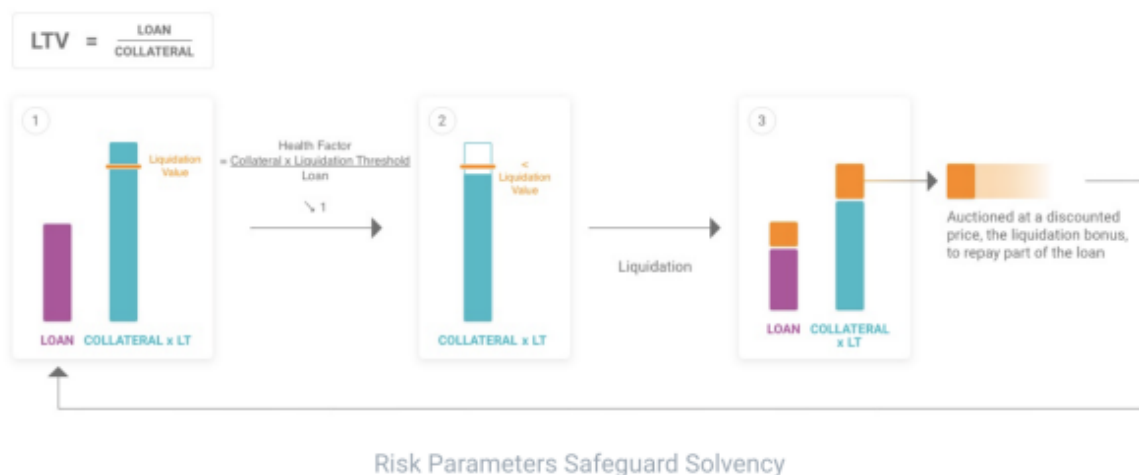 LTV = LOAN
COLLATERAL
1
Liquidation
Value
LOAN COLLATERAL x LT
Health Factor
= Collateral x Liquidation Threshold
Loan
↘ 1
2
<
Liquidation
Value
COLLATERAL x LT
Liquidation
3
LOAN COLLATERAL
x LT
Auctioned at a discounted
price, the liquidation bonus,
to repay part of the loan
Risk Parameters Safeguard Solvency